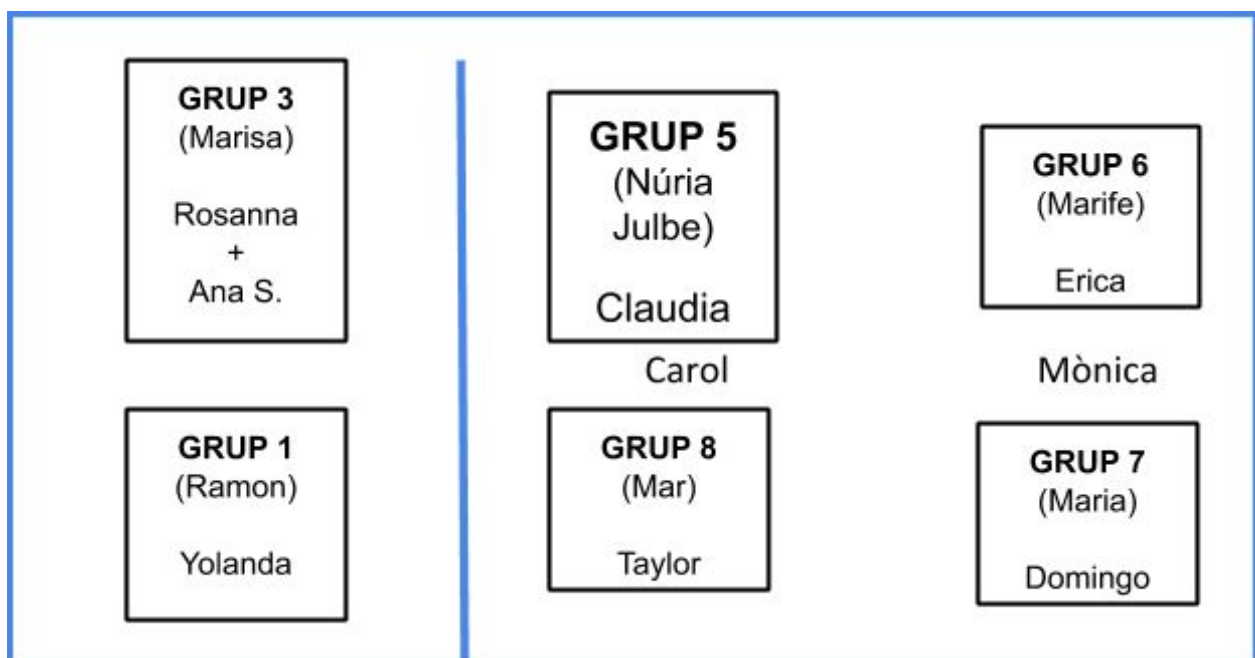 GRUP 3
(Marisa)
Rosanna
+
Ana S.
GRUP 1
(Ramon)
Yolanda
GRUP 5
(Núria
Julbe)
Claudia
Carol
GRUP 8
(Mar)
Taylor
GRUP 6
(Marife)
Erica
Mònica
GRUP 7
(Maria)
Domingo